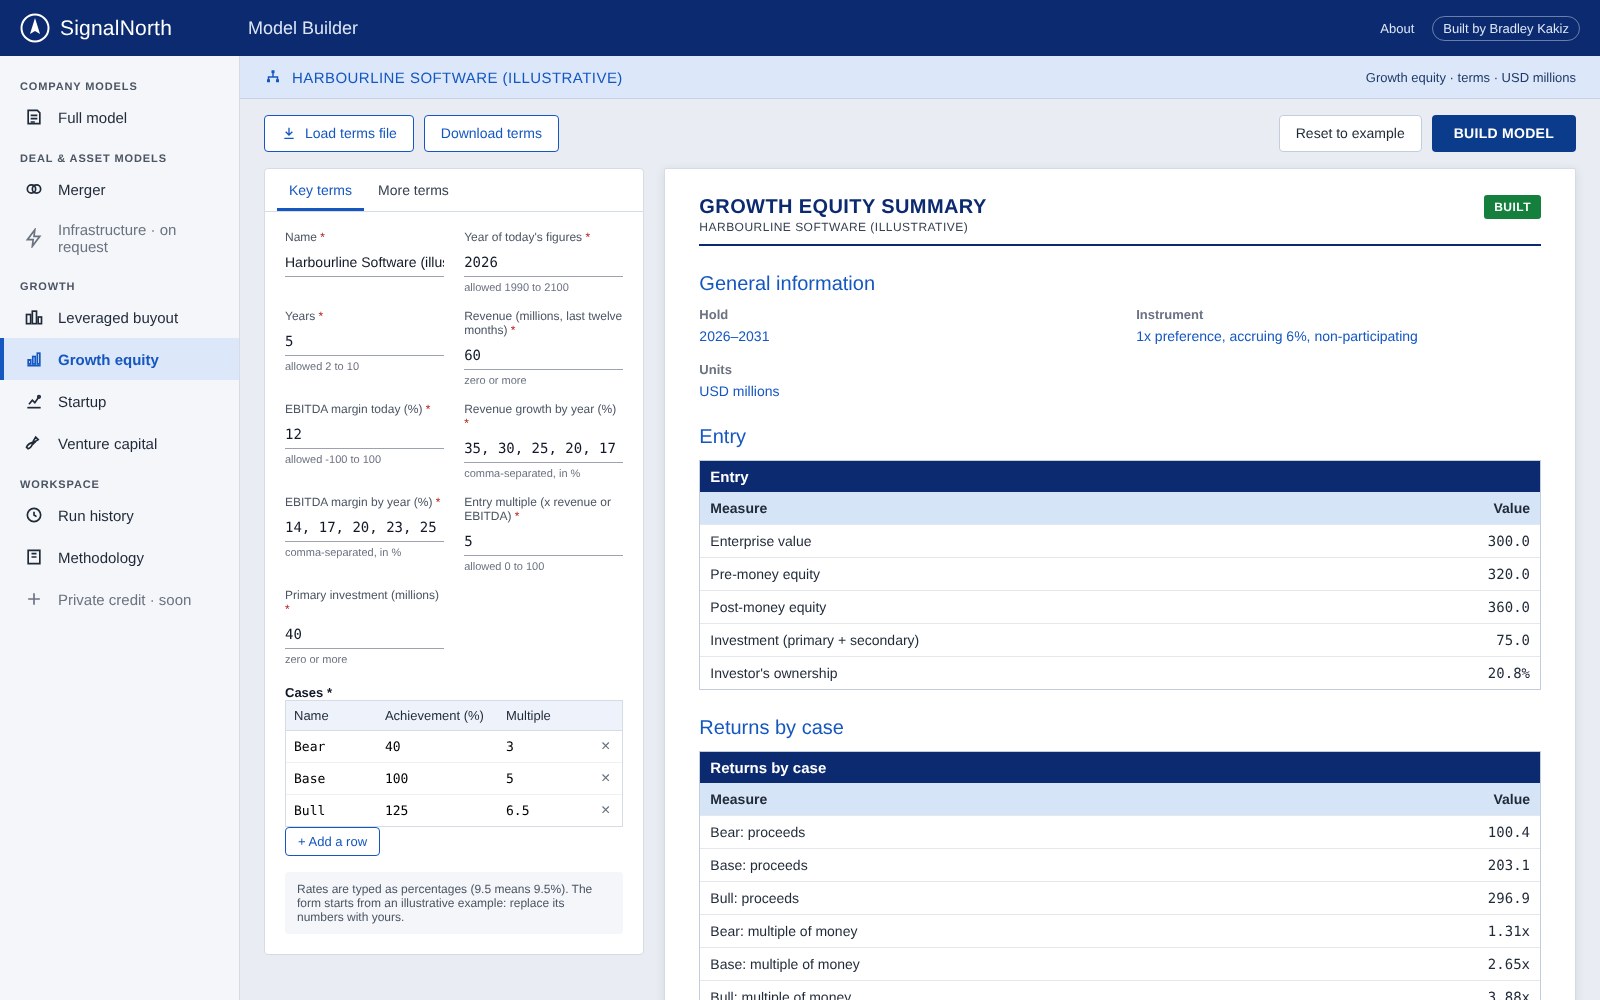 SignalNorth
Model Builder
About
Built by Bradley Kakiz
COMPANY MODELS
Full model
DEAL & ASSET MODELS
Merger
Infrastructure · on
request
GROWTH
Leveraged buyout
Growth equity
Startup
Venture capital
WORKSPACE
Run history
Methodology
Private credit · soon
HARBOURLINE SOFTWARE (ILLUSTRATIVE)
Growth equity · terms · USD millions
Load terms file
Download terms
Reset to example
BUILD MODEL
Key terms
More terms
Name *
Harbourline Software (illus
Year of today's figures *
2026
allowed 1990 to 2100
Years *
5
allowed 2 to 10
Revenue (millions, last twelve
months) *
60
zero or more
EBITDA margin today (%) *
12
allowed -100 to 100
Revenue growth by year (%)
*
35, 30, 25, 20, 17
comma-separated, in %
EBITDA margin by year (%) *
14, 17, 20, 23, 25
comma-separated, in %
Entry multiple (x revenue or
EBITDA) *
5
allowed 0 to 100
Primary investment (millions)
*
40
zero or more
Cases *
Name Achievement (%) Multiple
Bear 40 3 ×
Base 100 5 ×
Bull 125 6.5 ×
+ Add a row
Rates are typed as percentages (9.5 means 9.5%). The
form starts from an illustrative example: replace its
numbers with yours.
GROWTH EQUITY SUMMARY
HARBOURLINE SOFTWARE (ILLUSTRATIVE)
BUILT
General information
Hold
2026–2031
Instrument
1x preference, accruing 6%, non-participating
Units
USD millions
Entry
Entry
Measure Value
Enterprise value 300.0
Pre-money equity 320.0
Post-money equity 360.0
Investment (primary + secondary) 75.0
Investor's ownership 20.8%
Returns by case
Returns by case
Measure Value
Bear: proceeds 100.4
Base: proceeds 203.1
Bull: proceeds 296.9
Bear: multiple of money 1.31x
Base: multiple of money 2.65x
Bull: multiple of money 3.88x